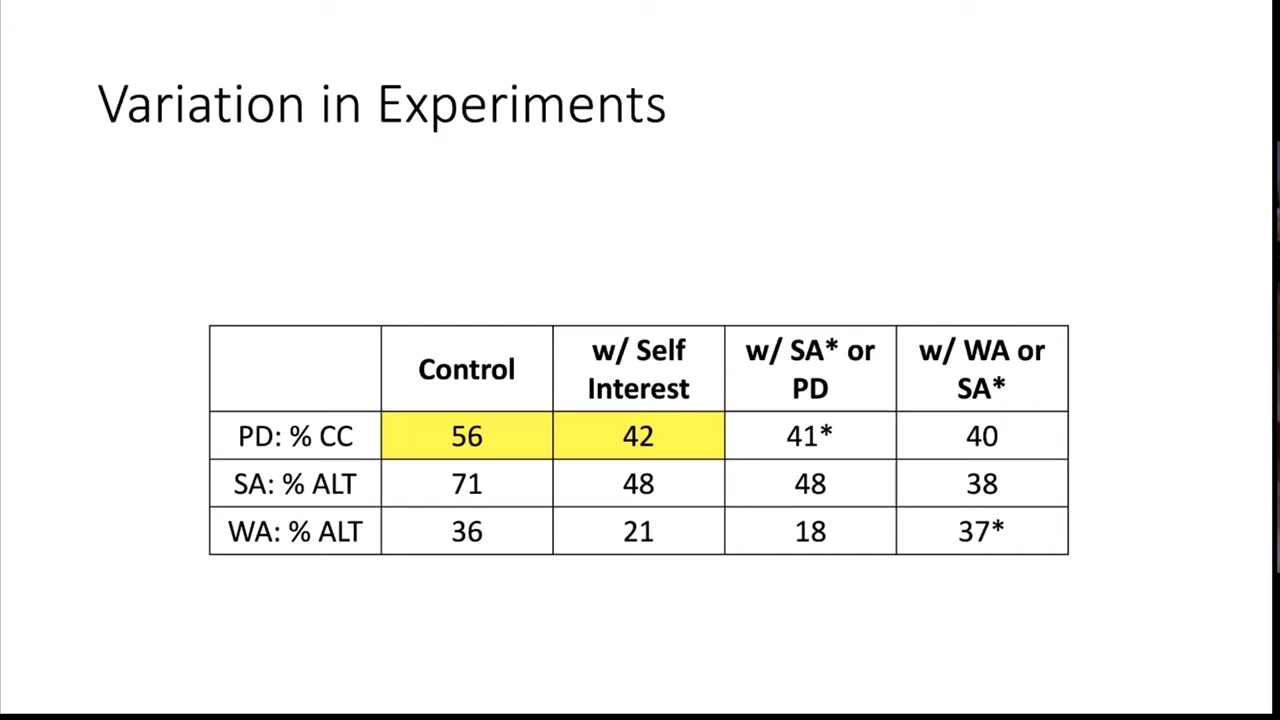 Variation in Experiments
Control
w/ Self
Interest
w/ SA* or
PD
w/ WA or
SA*
PD: % CC 56 42 41* 40
SA: % ALT 71 48 48 38
WA: % ALT 36 21 18 37*